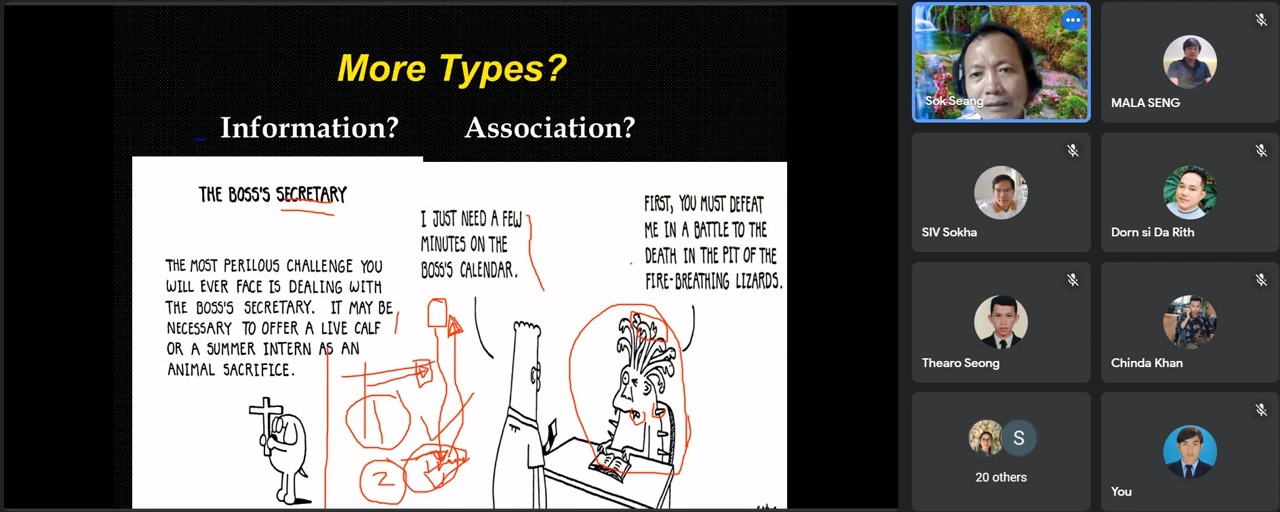 More Types?
Information? Association?
THE BOSS'S SECRETARY
THE MOST PERILOUS CHALLENGE YOU
WILL EVER FACE IS DEALING WITH
THE BOSS'S SECRETARY. IT MAY BE
NECESSARY TO OFFER A LIVE CALF
OR A SUMMER INTERN AS AN
ANIMAL SACRIFICE.
I JUST NEED A FEW
MINUTES ON THE
BOSS'S CALENDAR.
FIRST, YOU MUST DEFEAT
ME IN A BATTLE TO THE
DEATH IN THE PIT OF THE
FIRE-BREATHING LIZARDS.
2
Sok Seang
MALA SENG
SIV Sokha
Dorn si Da Rith
Thearo Seong
Chinda Khan
S
20 others
You